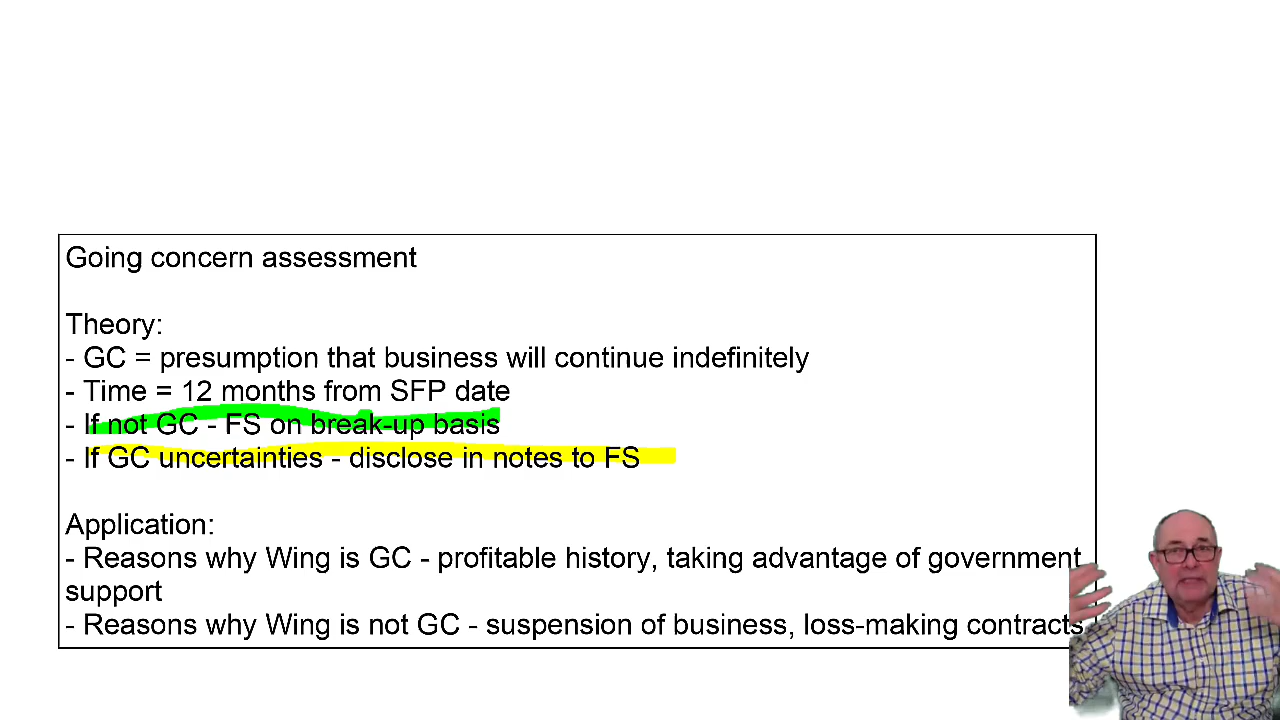 Going concern assessment
Theory:
- GC = presumption that business will continue indefinitely
- Time = 12 months from SFP date
- If not GC - FS on break-up basis
- If GC uncertainties - disclose in notes to FS
Application:
- Reasons why Wing is GC - profitable history, taking advantage of government
support
- Reasons why Wing is not GC - suspension of business, loss-making contracts